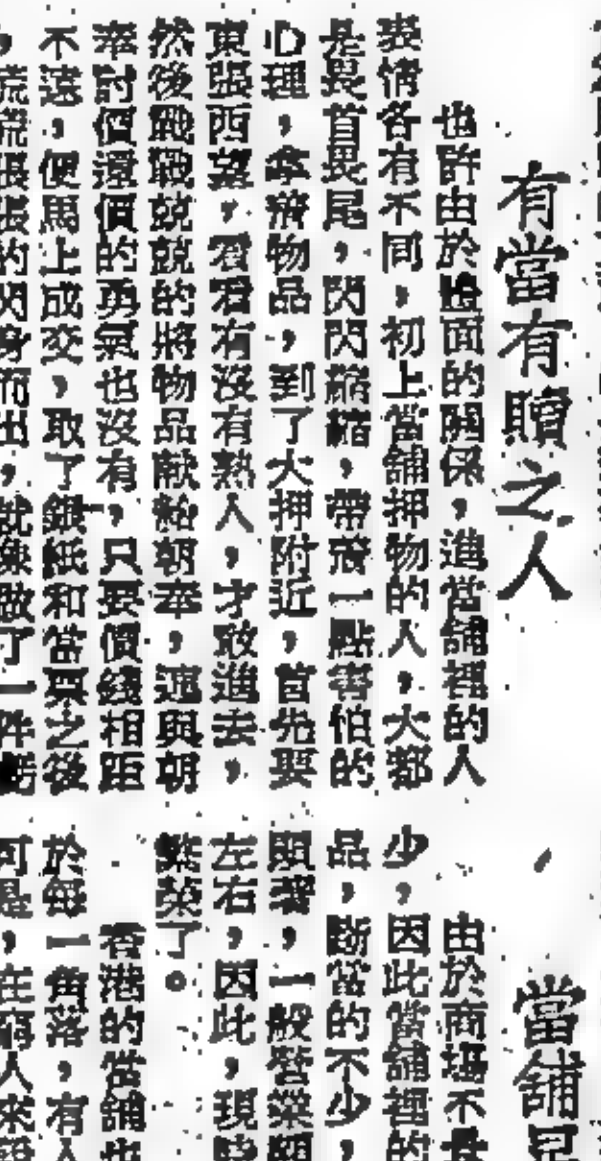 有當有贖之人
也許由於臉面的關係，進當舖裡的人
表情各有不同，初上當舖押物的人，大都
是畏首畏尾，閃閃縮縮，帶着一點害怕的
心理，拿着物品，到了大押附近，首先要
東張西望，看看有沒有熟人，才敢進去，
然後戰戰兢兢的將物品献給朝奉，連與朝
奉討價還價的勇氣也沒有，只要價錢相距
不遠，便馬上成交，取了銀紙和當票之後
，慌慌張張的閃身而出，就像做了一件
當舖
由於商場不
少，因此當舖裡的
品，斷當的不少，
顯著，一般營業
左右，因此，現
繁榮了。
香港的當舖也
於每一角落，有人
可是，在窮人來說